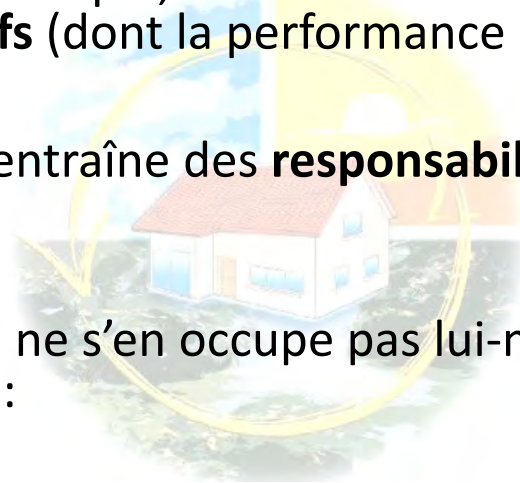 fs (dont la performance
entraîne des responsabil
ne s’en occupe pas lui-
: